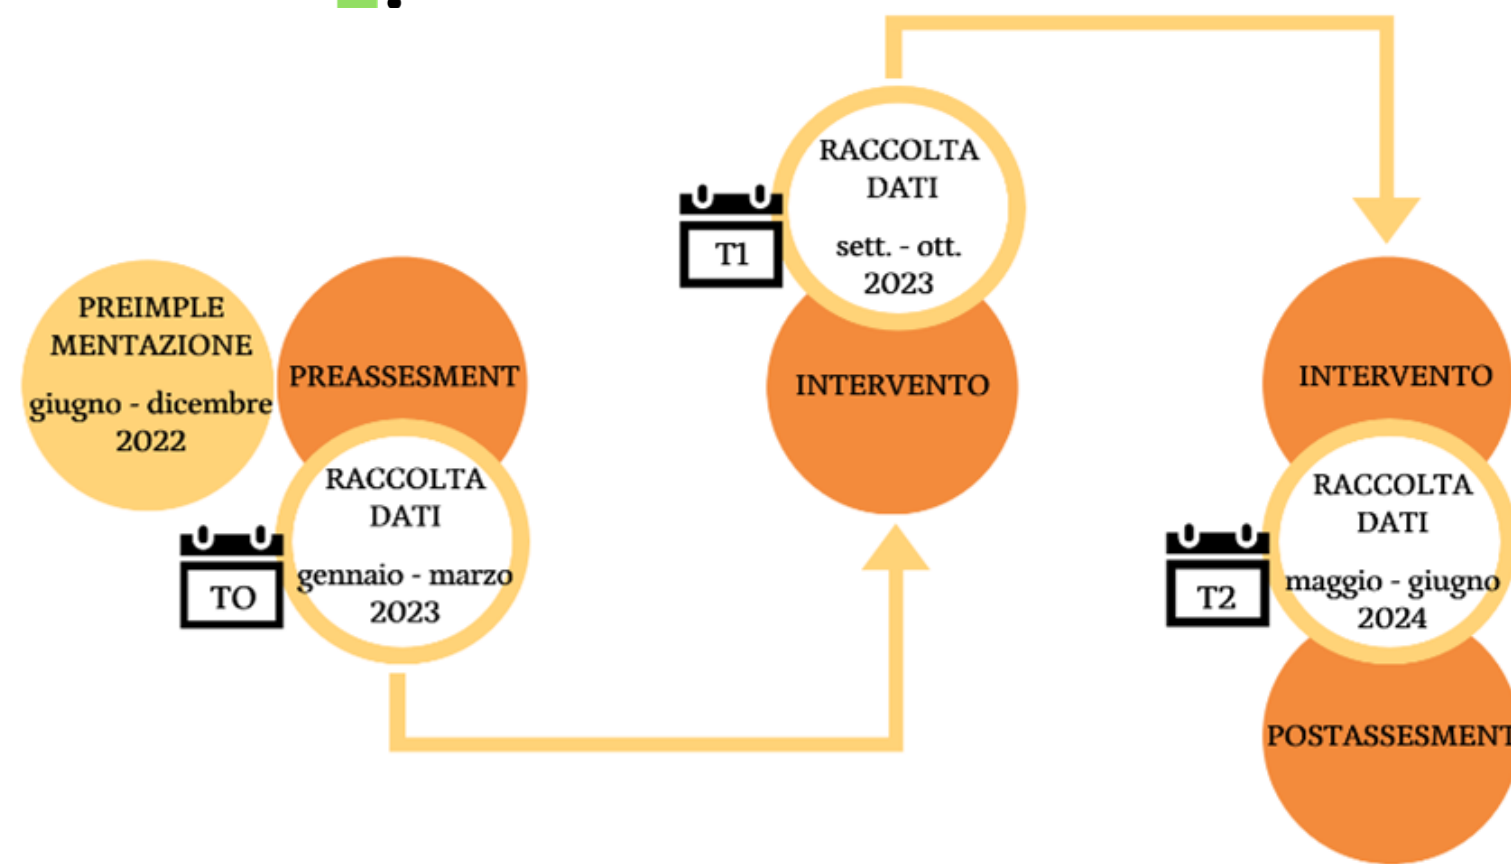 PREIMPLE
MENTAZIONE
giugno - dicembre
2022
PREASSESMENT
RACCOLTA
DATI
gennaio - marzo
2023
TO
RACCOLTA
DATI
sett. - ott.
2023
T1
INTERVENTO
INTERVENTO
RACCOLTA
DATI
maggio - giugno
2024
T2
POSTASSESMENT